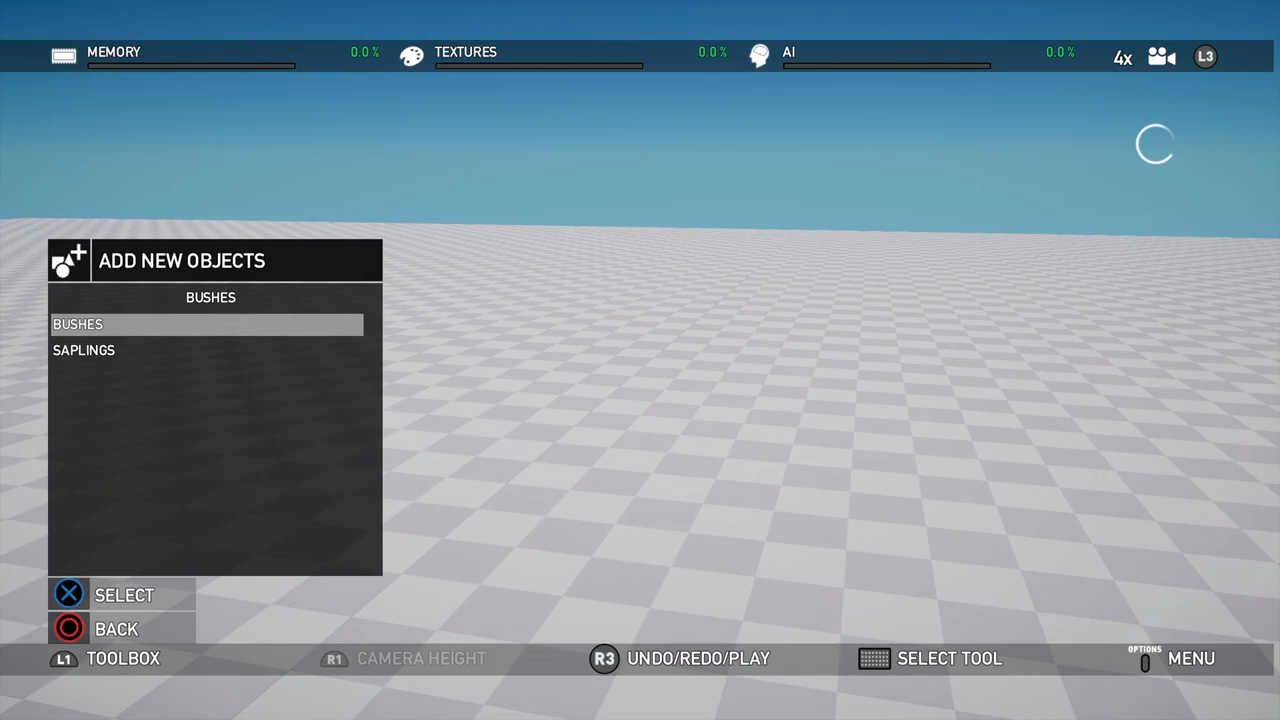 MEMORY 0.0 % TEXTURES 0.0 % AI 0.0 % 4x L3
ADD NEW OBJECTS
BUSHES
BUSHES
SAPLINGS
SELECT
BACK
L1 TOOLBOX R1 CAMERA HEIGHT R3 UNDO/REDO/PLAY SELECT TOOL OPTIONS MENU